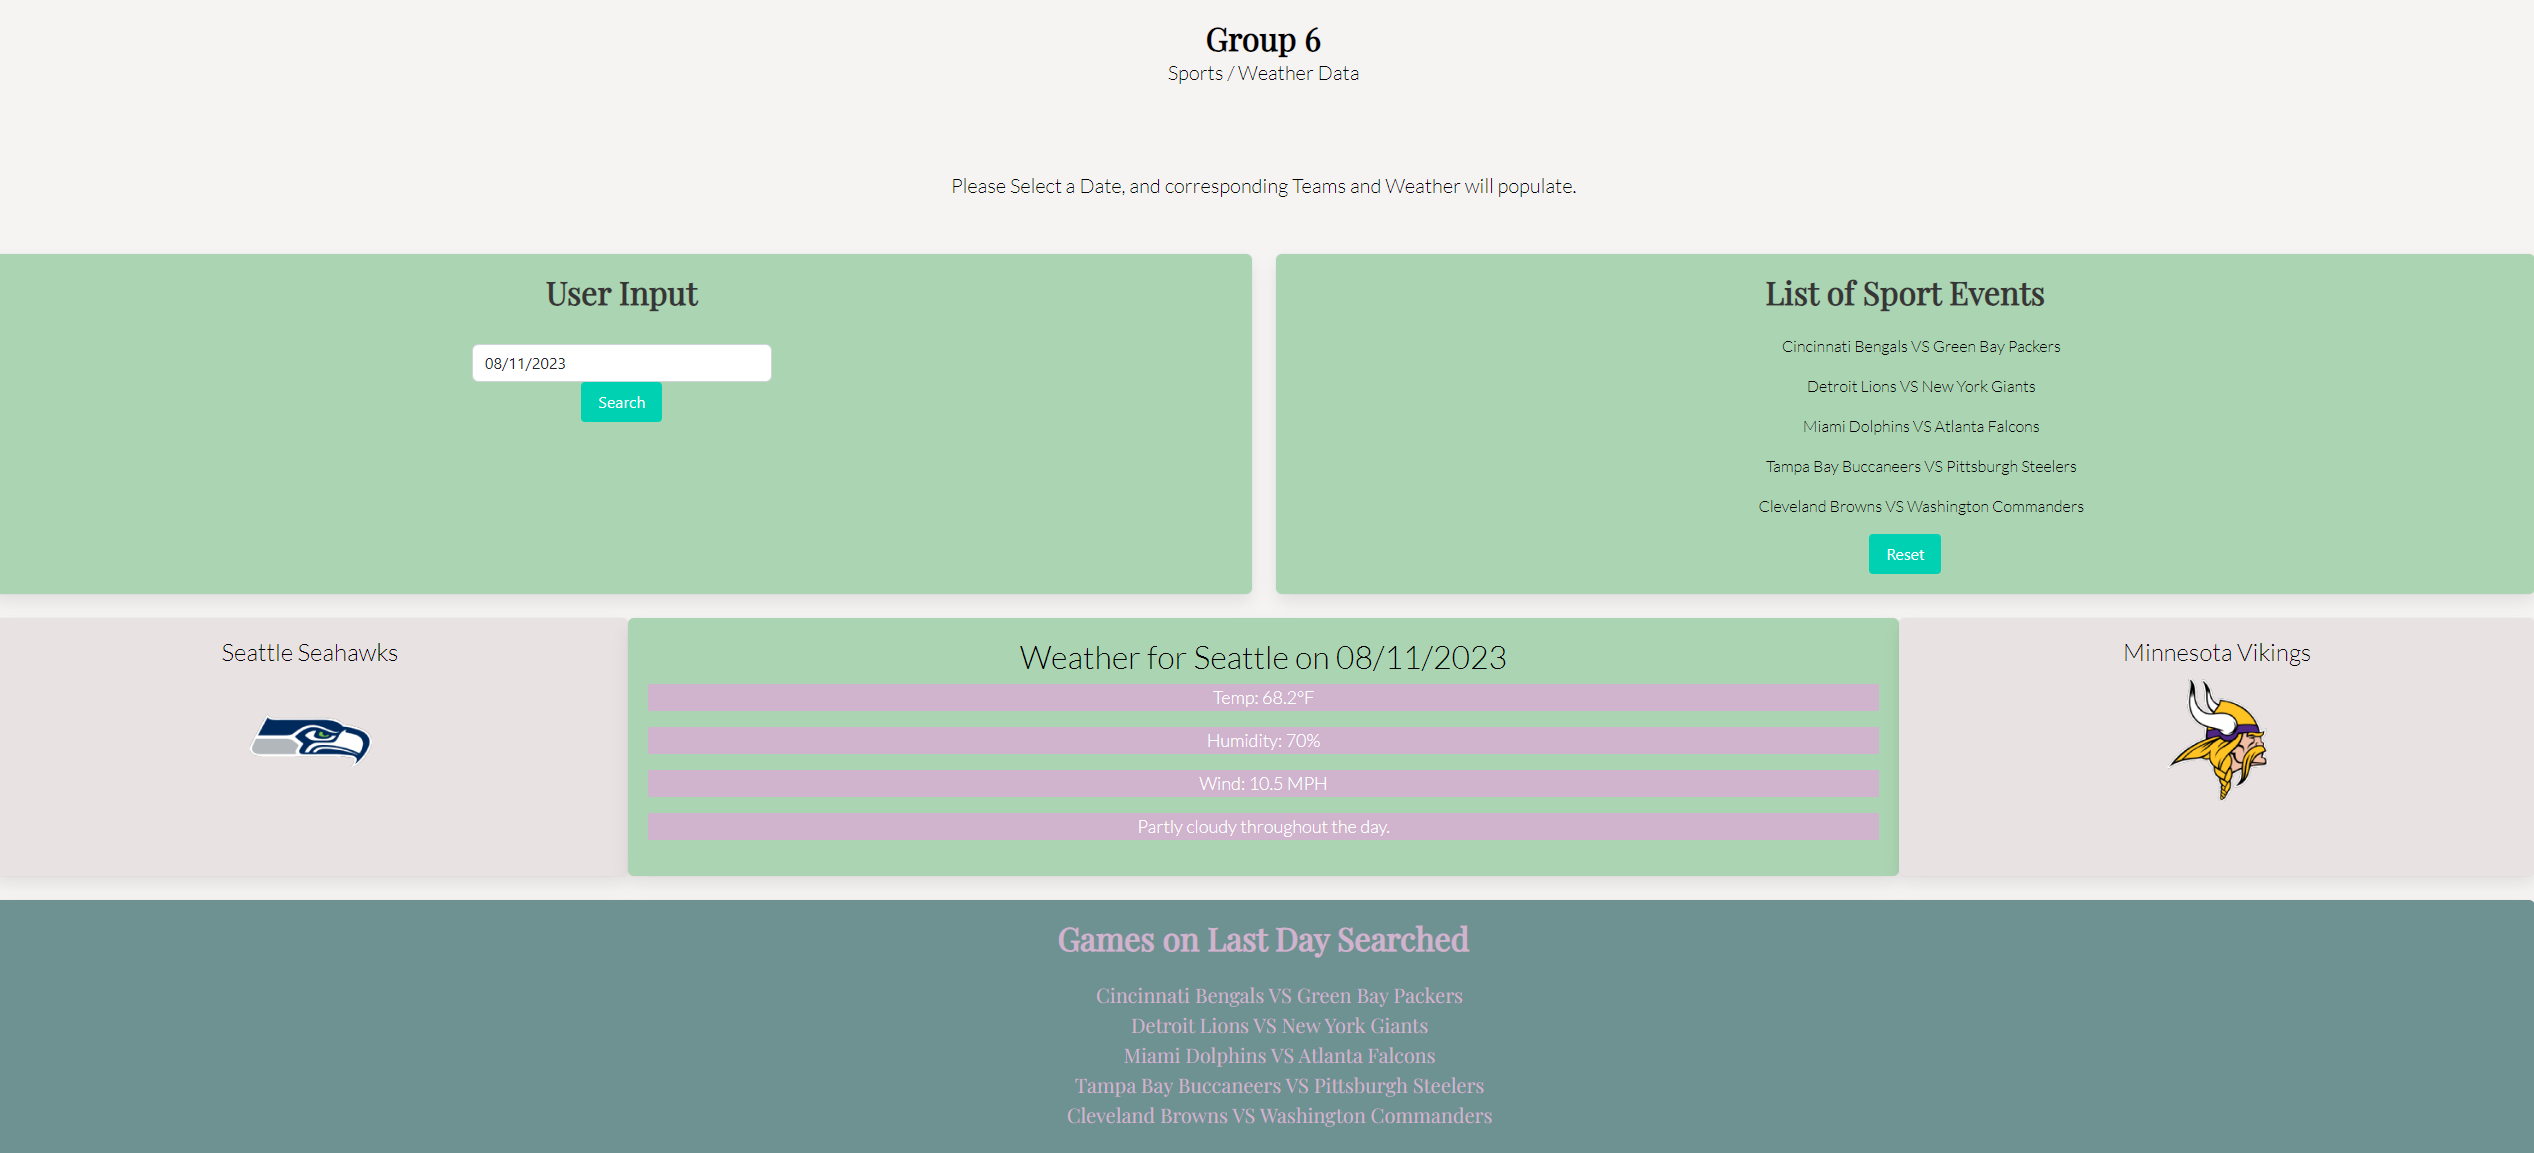 Group 6
Sports / Weather Data
Please Select a Date, and corresponding Teams and Weather will populate.
User Input
08/11/2023
Search
List of Sport Events
Cincinnati Bengals VS Green Bay Packers
Detroit Lions VS New York Giants
Miami Dolphins VS Atlanta Falcons
Tampa Bay Buccaneers VS Pittsburgh Steelers
Cleveland Browns VS Washington Commanders
Reset
Seattle Seahawks
Weather for Seattle on 08/11/2023
Temp: 68.2°F
Humidity: 70%
Wind: 10.5 MPH
Partly cloudy throughout the day.
Minnesota Vikings
Games on Last Day Searched
Cincinnati Bengals VS Green Bay Packers
Detroit Lions VS New York Giants
Miami Dolphins VS Atlanta Falcons
Tampa Bay Buccaneers VS Pittsburgh Steelers
Cleveland Browns VS Washington Commanders